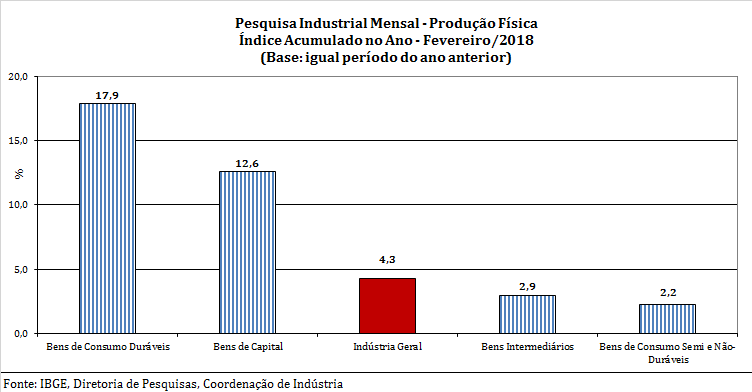 Pesquisa Industrial Mensal - Produção Física
Índice Acumulado no Ano - Fevereiro/2018
(Base: igual período do ano anterior)
%
20,0
15,0
10,0
5,0
0,0
17,9
12,6
4,3
2,9
2,2
Bens de Consumo Duráveis
Bens de Capital
Indústria Geral
Bens Intermediários
Bens de Consumo Semi e Não-
Duráveis
Fonte: IBGE, Diretoria de Pesquisas, Coordenação de Indústria